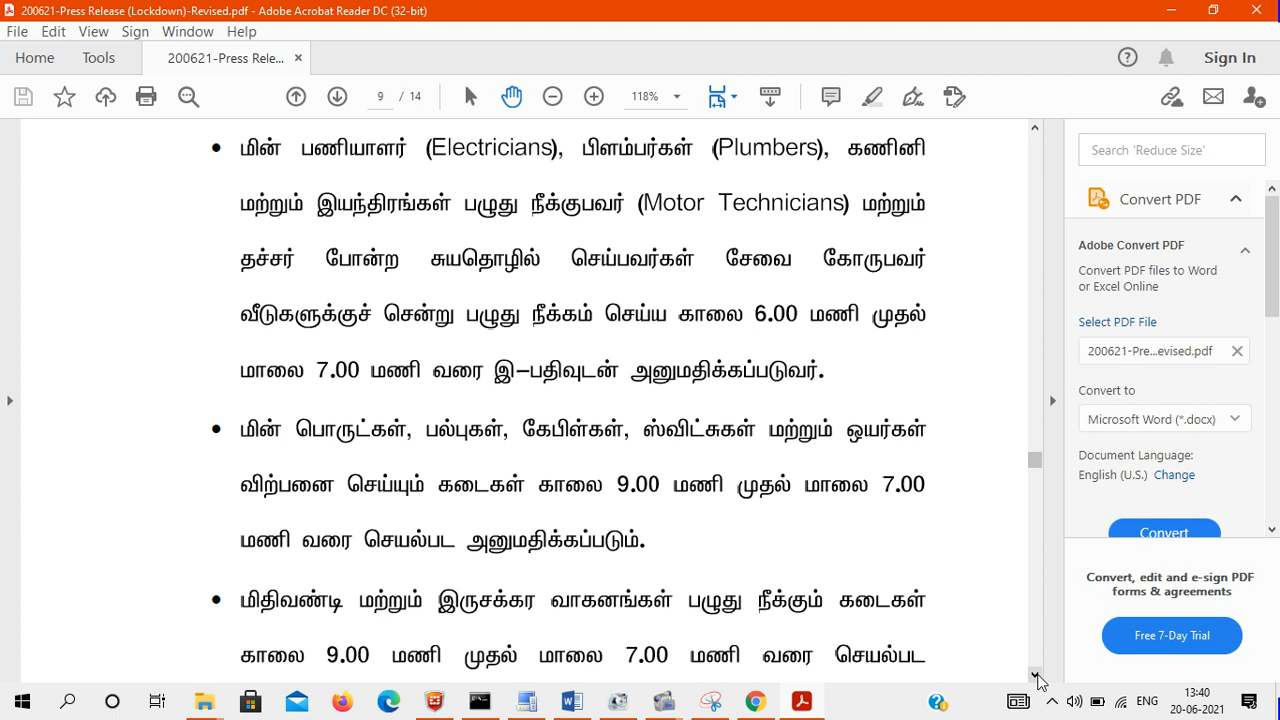 200621-Press Release (Lockdown)-Revised.pdf - Adobe Acrobat Reader DC (32-bit)
File Edit View Sign Window Help
Home Tools 200621-Press Rele... × Sign In
9 / 14 118%
• மின் பணியாளர் (Electricians), பிளம்பர்கள் (Plumbers), கணினி
மற்றும் இயந்திரங்கள் பழுது நீக்குபவர் (Motor Technicians) மற்றும்
தச்சர் போன்ற சுயதொழில் செய்பவர்கள் சேவை கோருபவர்
வீடுகளுக்குச் சென்று பழுது நீக்கம் செய்ய காலை 6.00 மணி முதல்
மாலை 7.00 மணி வரை இ-பதிவுடன் அனுமதிக்கப்படுவர்.
• மின் பொருட்கள், பல்புகள், கேபிள்கள், ஸ்விட்சுகள் மற்றும் ஒயர்கள்
விற்பனை செய்யும் கடைகள் காலை 9.00 மணி முதல் மாலை 7.00
மணி வரை செயல்பட அனுமதிக்கப்படும்.
• மிதிவண்டி மற்றும் இருசக்கர வாகனங்கள் பழுது நீக்கும் கடைகள்
காலை 9.00 மணி முதல் மாலை 7.00 மணி வரை செயல்பட
Search 'Reduce Size'
Convert PDF
Adobe Convert PDF
Convert PDF files to Word
or Excel Online
Select PDF File
200621-Pre...evised.pdf ×
Convert to
Microsoft Word (*.docx)
Document Language:
English (U.S.) Change
Convert
Convert, edit and e-sign PDF
forms & agreements
Free 7-Day Trial
ENG
13:40
20-06-2021